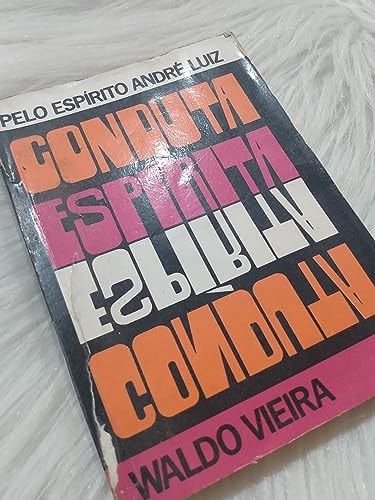 PELO ESPÍRITO ANDRÉ LUIZ
CONDUTA
ESPÍRITA
ESPÍRITA
CONDUTA
WALDO VIEIRA